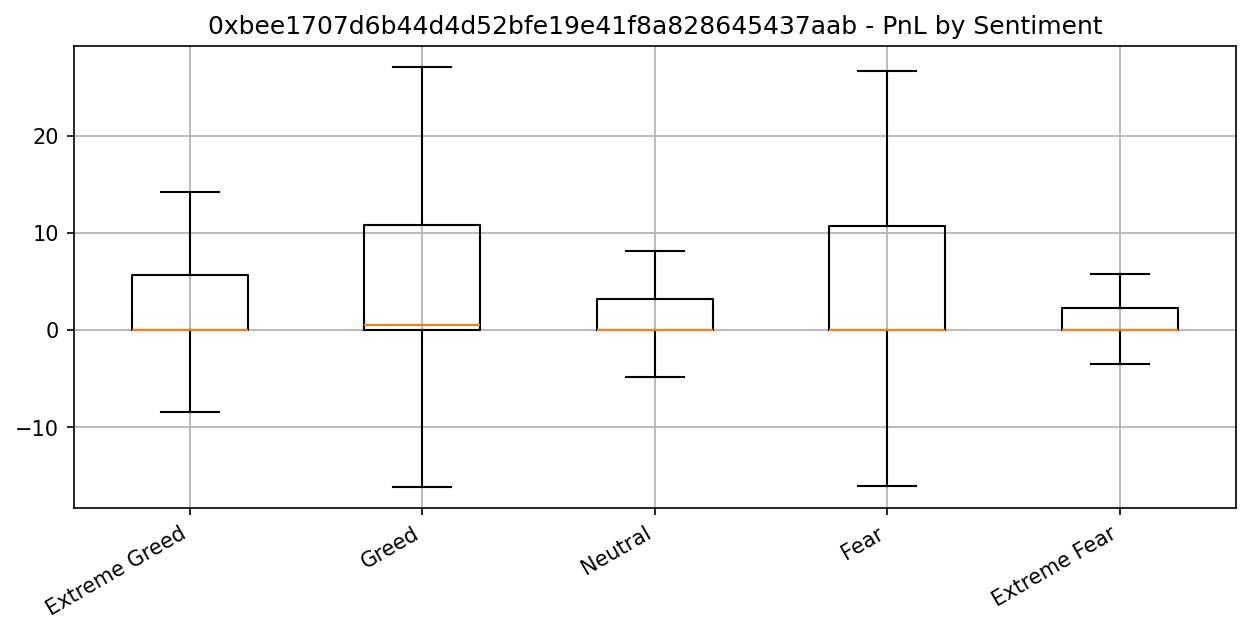 0xbee1707d6b44d4d52bfe19e41f8a828645437aab - PnL by Sentiment
20
10
0
−10
Extreme Greed
Greed
Neutral
Fear
Extreme Fear